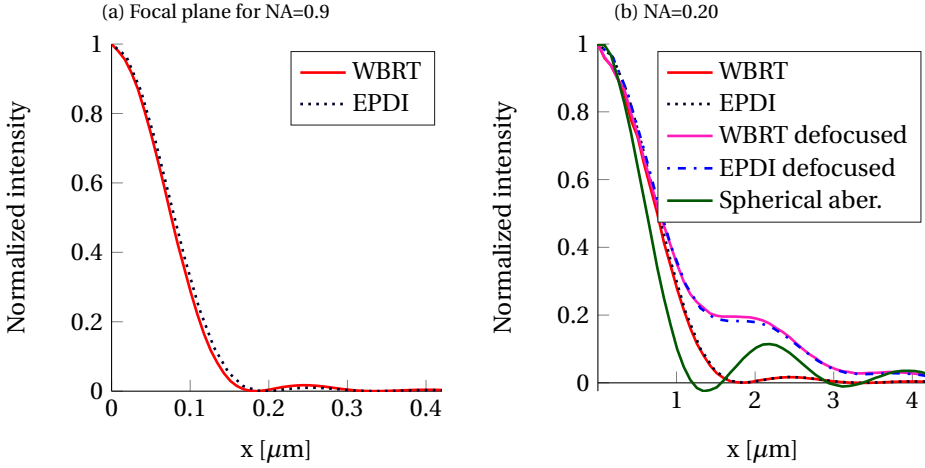 (a) Focal plane for NA=0.9
1
0.8
0.6
0.4
0.2
0
0
0.1
0.2
0.3
0.4
x [μm]
Normalized intensity
WBRT
EPDI
(b) NA=0.20
1
0.8
0.6
0.4
0.2
0
1
2
3
4
x [μm]
Normalized intensity
WBRT
EPDI
WBRT defocused
EPDI defocused
Spherical aber.